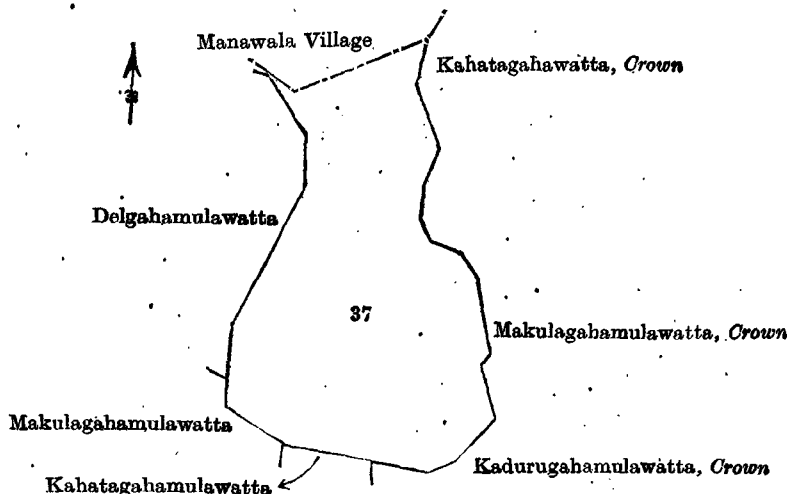 Manawala Village
Kahatagahawatta, Crown
Delgahamulawatta
37
Makulagahamulawatta, Crown
Makulagahamulawatta
Kadurugahamulawatta, Crown
Kahatagahamulawatta